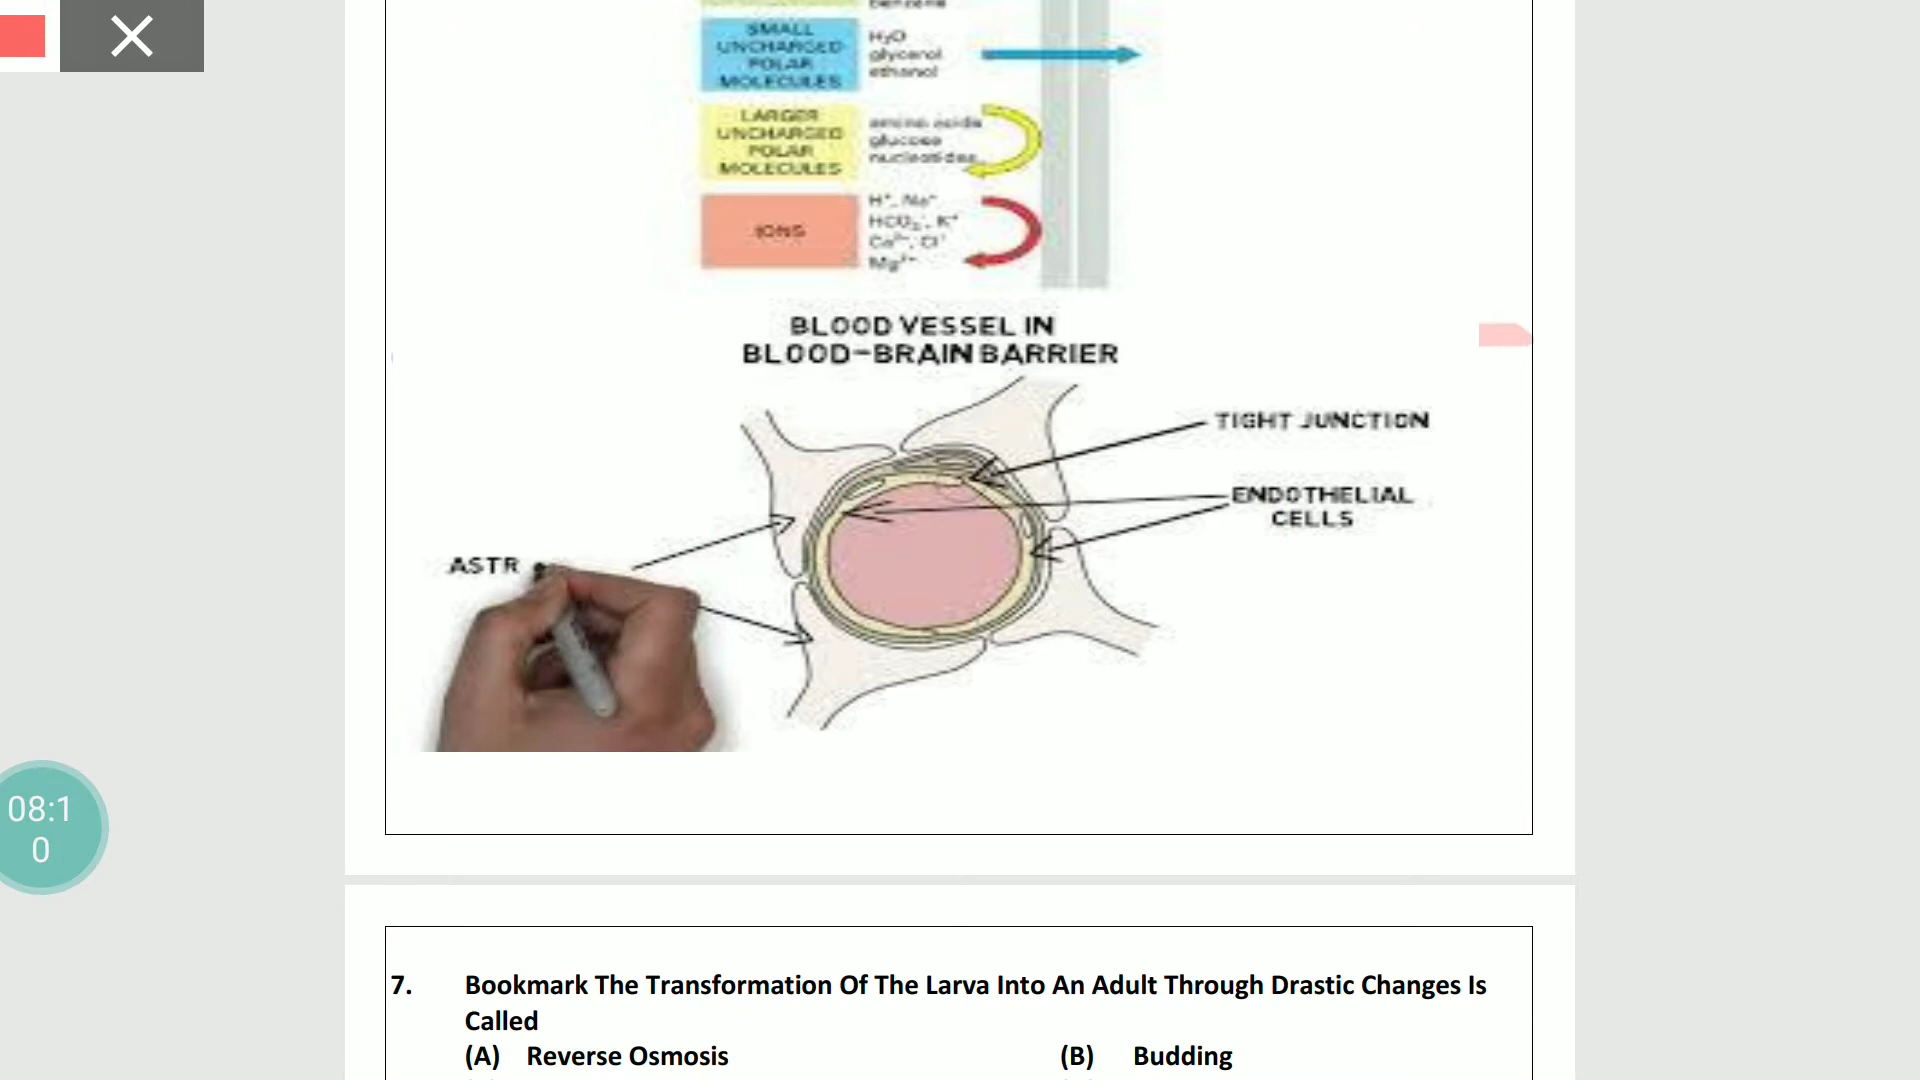 SMALL
UNCHARGED
POLAR
MOLECULES
H₂O
glycerol
ethanol
LARGER
UNCHARGED
POLAR
MOLECULES
amino acids
glucose
nucleotides
IONS
H⁺, Na⁺
HCO₃⁻, K⁺
Ca²⁺, Cl⁻
Mg²⁺
BLOOD VESSEL IN
BLOOD-BRAIN BARRIER
TIGHT JUNCTION
ENDOTHELIAL
CELLS
ASTR
08:1
0
7. Bookmark The Transformation Of The Larva Into An Adult Through Drastic Changes Is
Called
(A) Reverse Osmosis (B) Budding